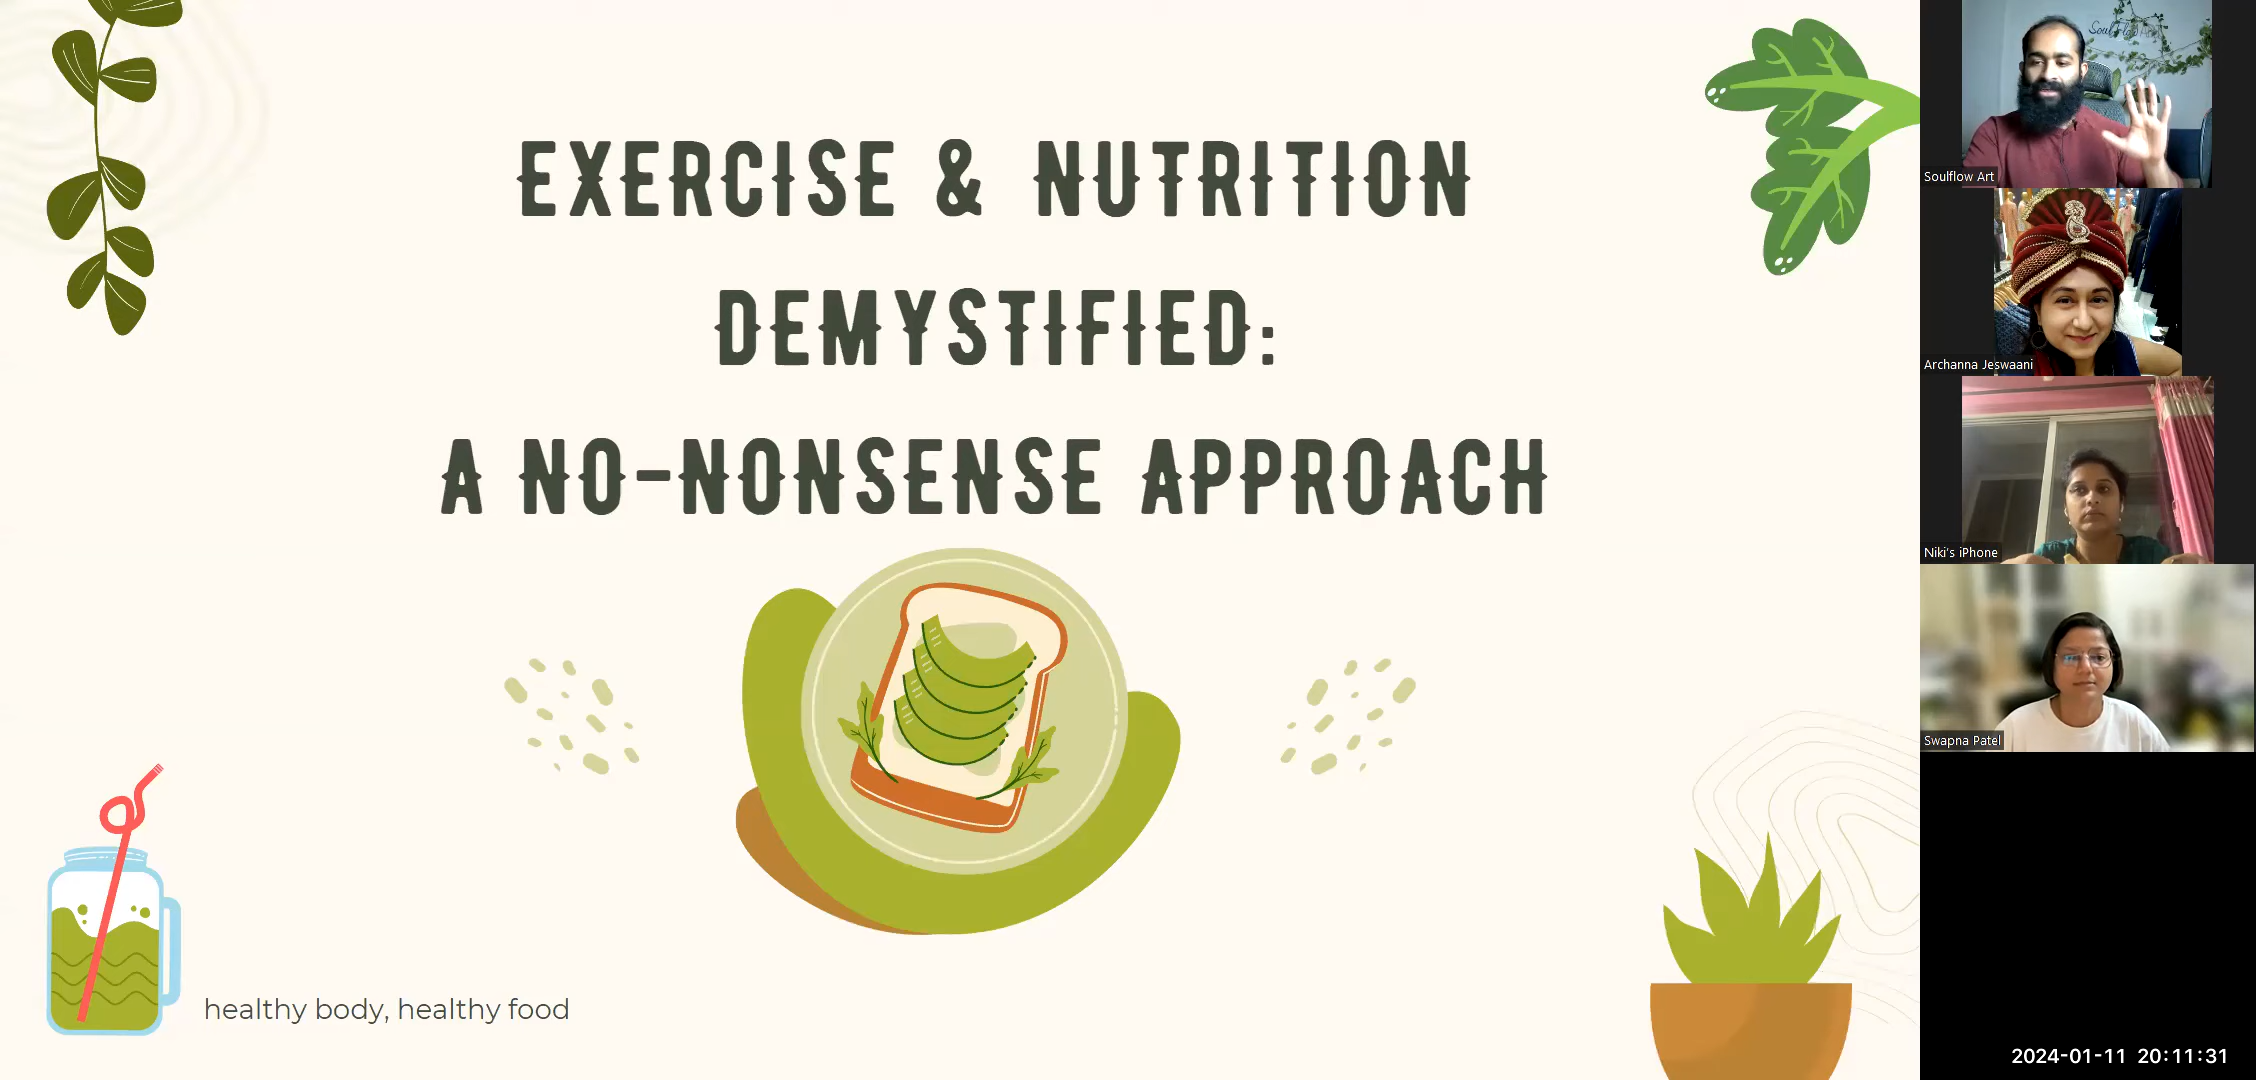 EXERCISE & NUTRITION
DEMYSTIFIED:
A NO-NONSENSE APPROACH
healthy body, healthy food
Soulflow Art
Archanna Jeswaani
Niki's iPhone
Swapna Patel
2024-01-11 20:11:31